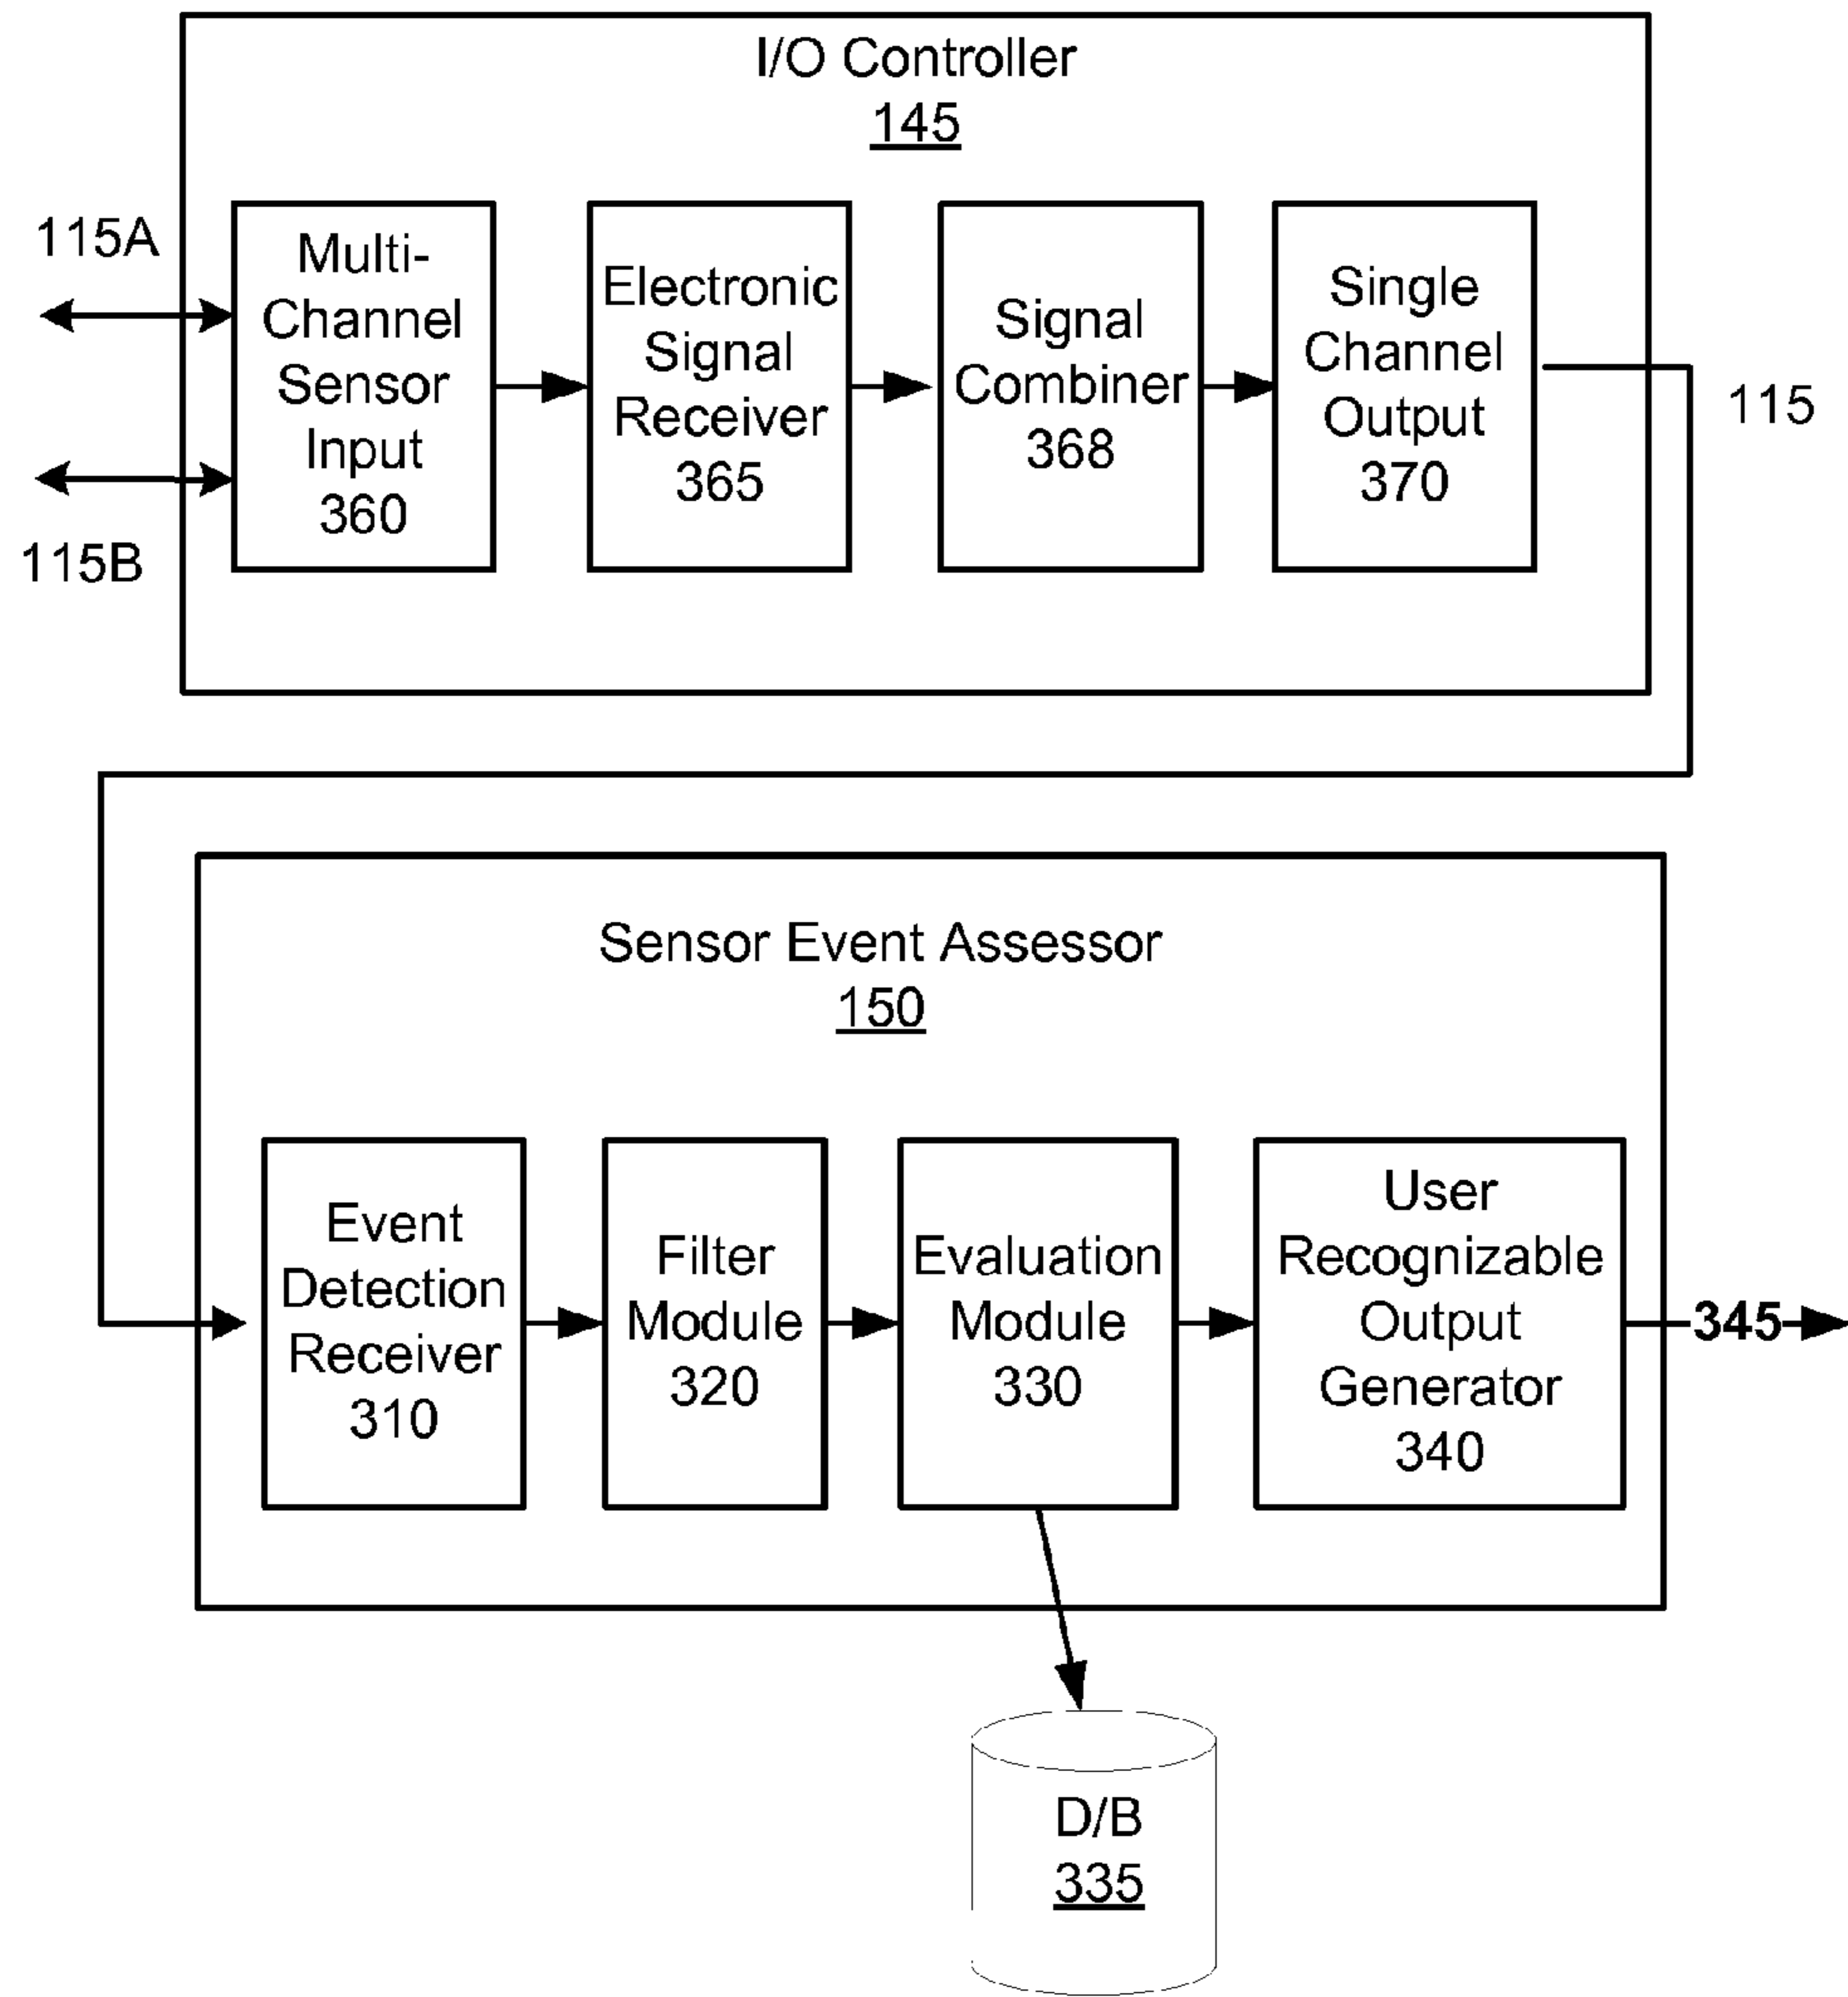 I/O Controller
145
115A
115B
Multi-
Channel
Sensor
Input
360
Electronic
Signal
Receiver
365
Signal
Combiner
368
Single
Channel
Output
370
115
Sensor Event Assessor
150
Event
Detection
Receiver
310
Filter
Module
320
Evaluation
Module
330
User
Recognizable
Output
Generator
340
345
D/B
335